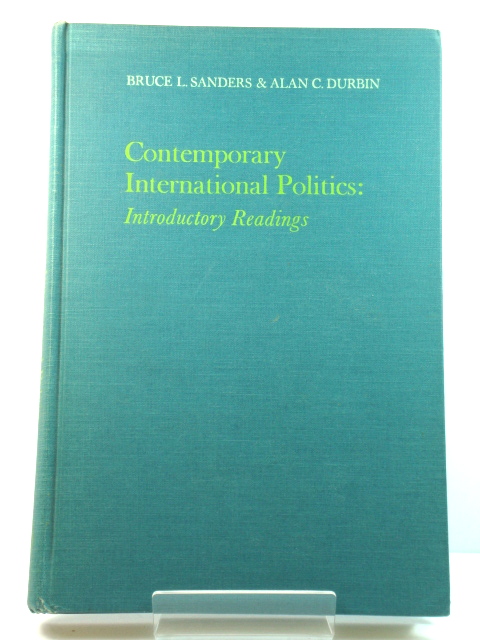 BRUCE L. SANDERS & ALAN C. DURBIN
Contemporary
International Politics:
Introductory Readings